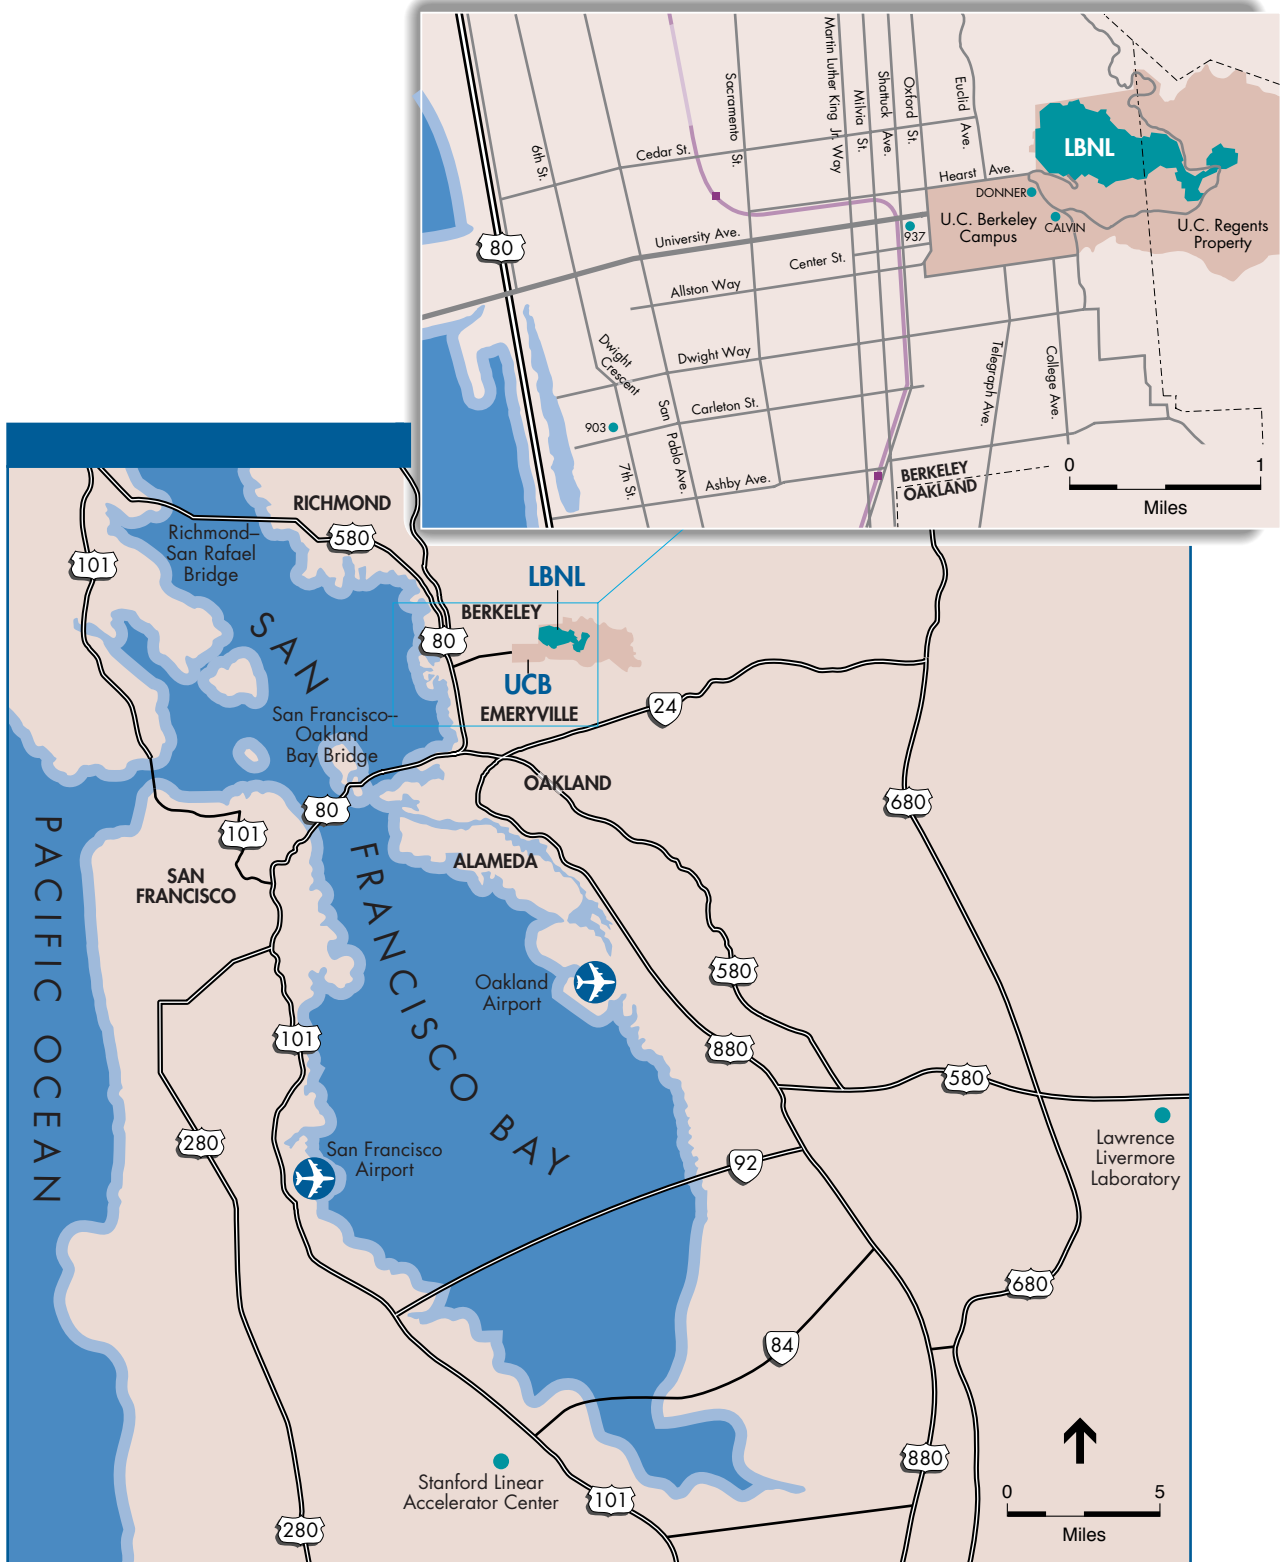 6th St.
Cedar St.
Sacramento St.
Martin Luther King Jr. Way
Milvia St.
Shattuck Ave.
Oxford St.
Euclid Ave.
LBNL
Hearst Ave.
DONNER
U.C. Berkeley
Campus
CALVIN
U.C. Regents
Property
937
80
University Ave.
Center St.
Allston Way
Dwight
Crescent
Dwight Way
Telegraph Ave.
College Ave.
Carleton St.
903
San Pablo Ave.
7th St.
Ashby Ave.
BERKELEY
OAKLAND
0 1
Miles
RICHMOND
580
Richmond–
San Rafael
Bridge
101
LBNL
BERKELEY
80
UCB
EMERYVILLE
24
SAN
FRANCISCO BAY
San Francisco--
Oakland
Bay Bridge
OAKLAND
80
680
101
PACIFIC OCEAN
SAN
FRANCISCO
ALAMEDA
Oakland
Airport
580
101
880
580
Lawrence
Livermore
Laboratory
280
San Francisco
Airport
92
680
84
880
Stanford Linear
Accelerator Center
101
280
0 5
Miles